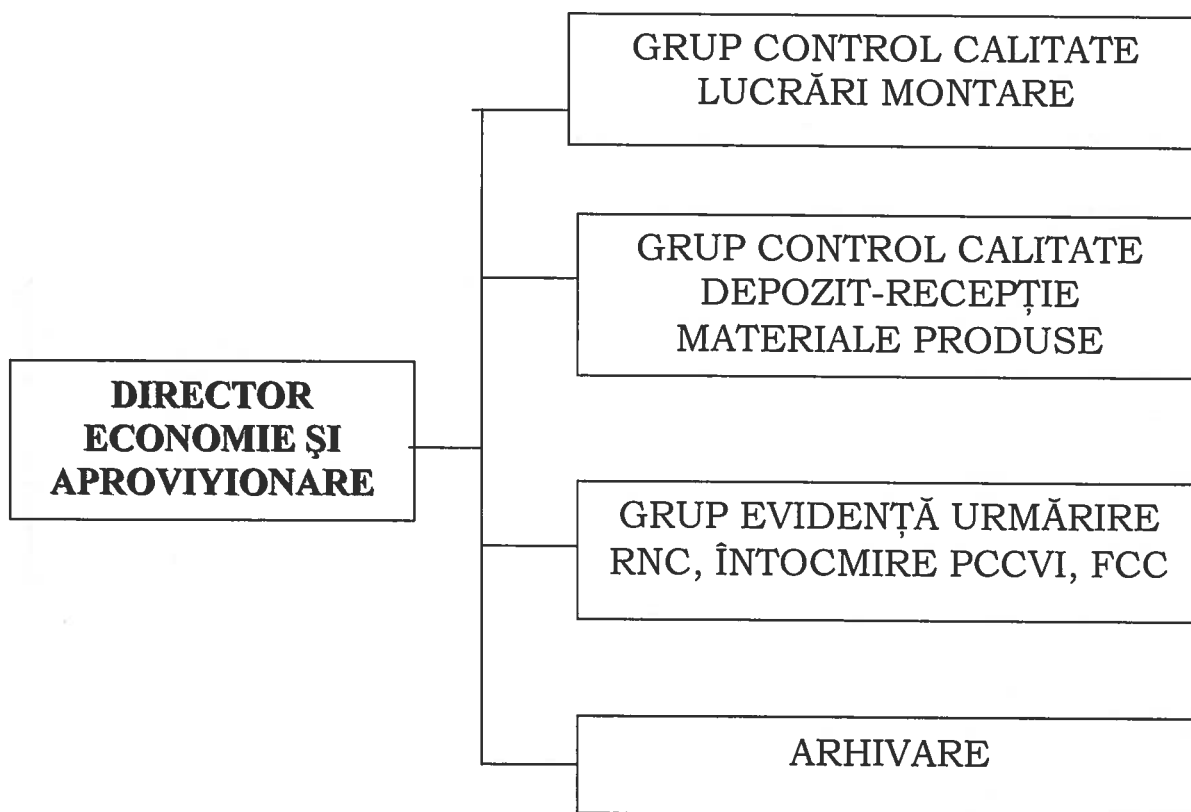 GRUP CONTROL CALITATE
LUCRĂRI MONTARE
GRUP CONTROL CALITATE
DEPOZIT-RECEPȚIE
MATERIALE PRODUSE
DIRECTOR
ECONOMIE ŞI
APROVIYIONARE
GRUP EVIDENȚĂ URMĂRIRE
RNC, ÎNTOCMIRE PCCVI, FCC
ARHIVARE